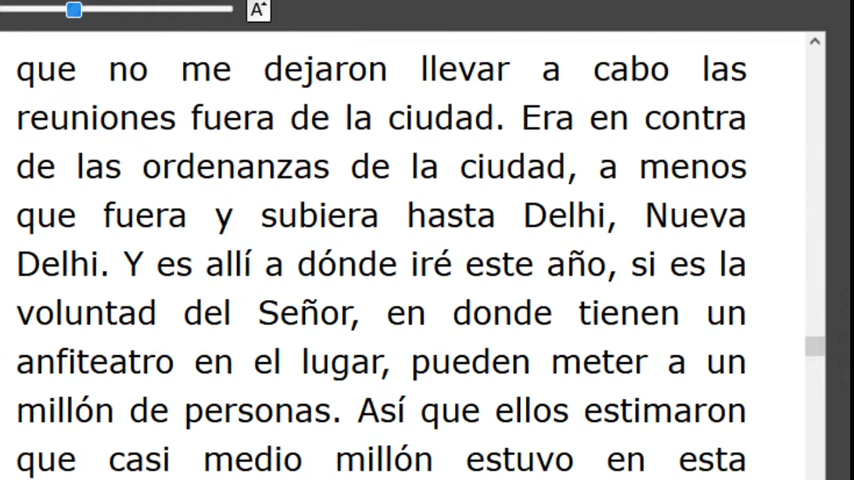 A
que no me dejaron llevar a cabo las
reuniones fuera de la ciudad. Era en contra
de las ordenanzas de la ciudad, a menos
que fuera y subiera hasta Delhi, Nueva
Delhi. Y es allí a dónde iré este año, si es la
voluntad del Señor, en donde tienen un
anfiteatro en el lugar, pueden meter a un
millón de personas. Así que ellos estimaron
que casi medio millón estuvo en esta